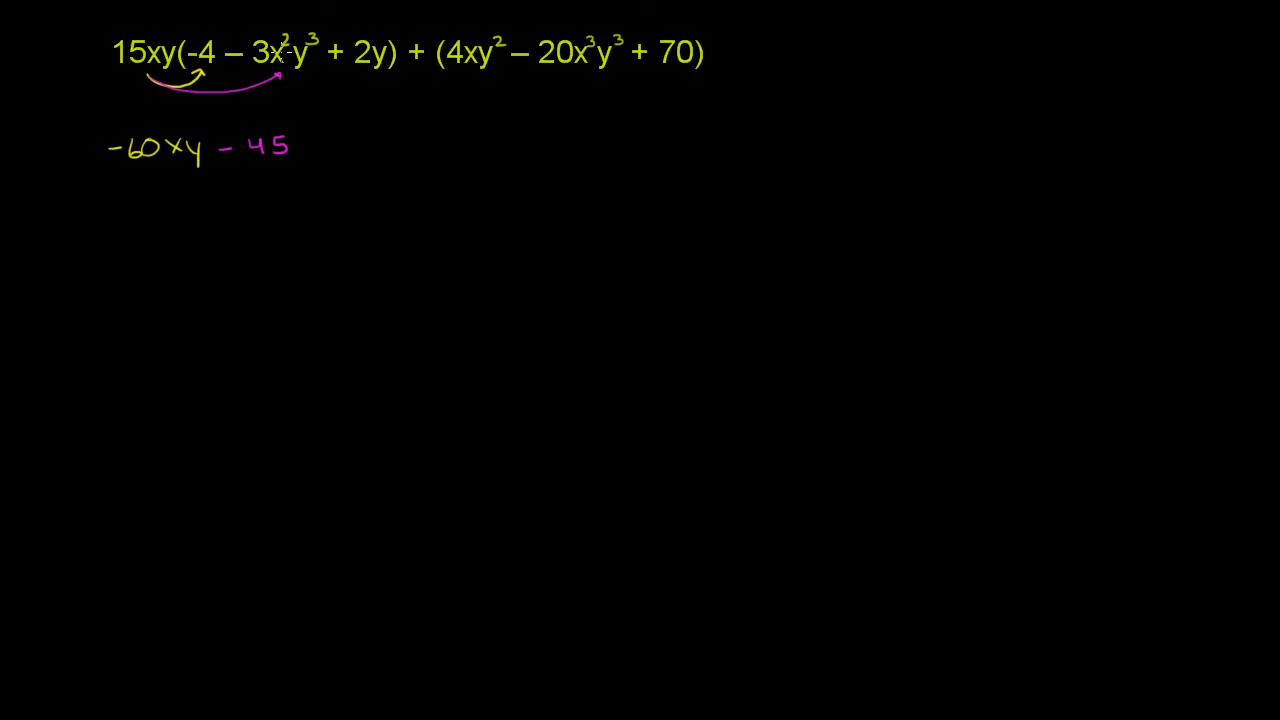 15xy(-4 – 3x²y³ + 2y) + (4xy² – 20x³y³ + 70)
-60xy - 45